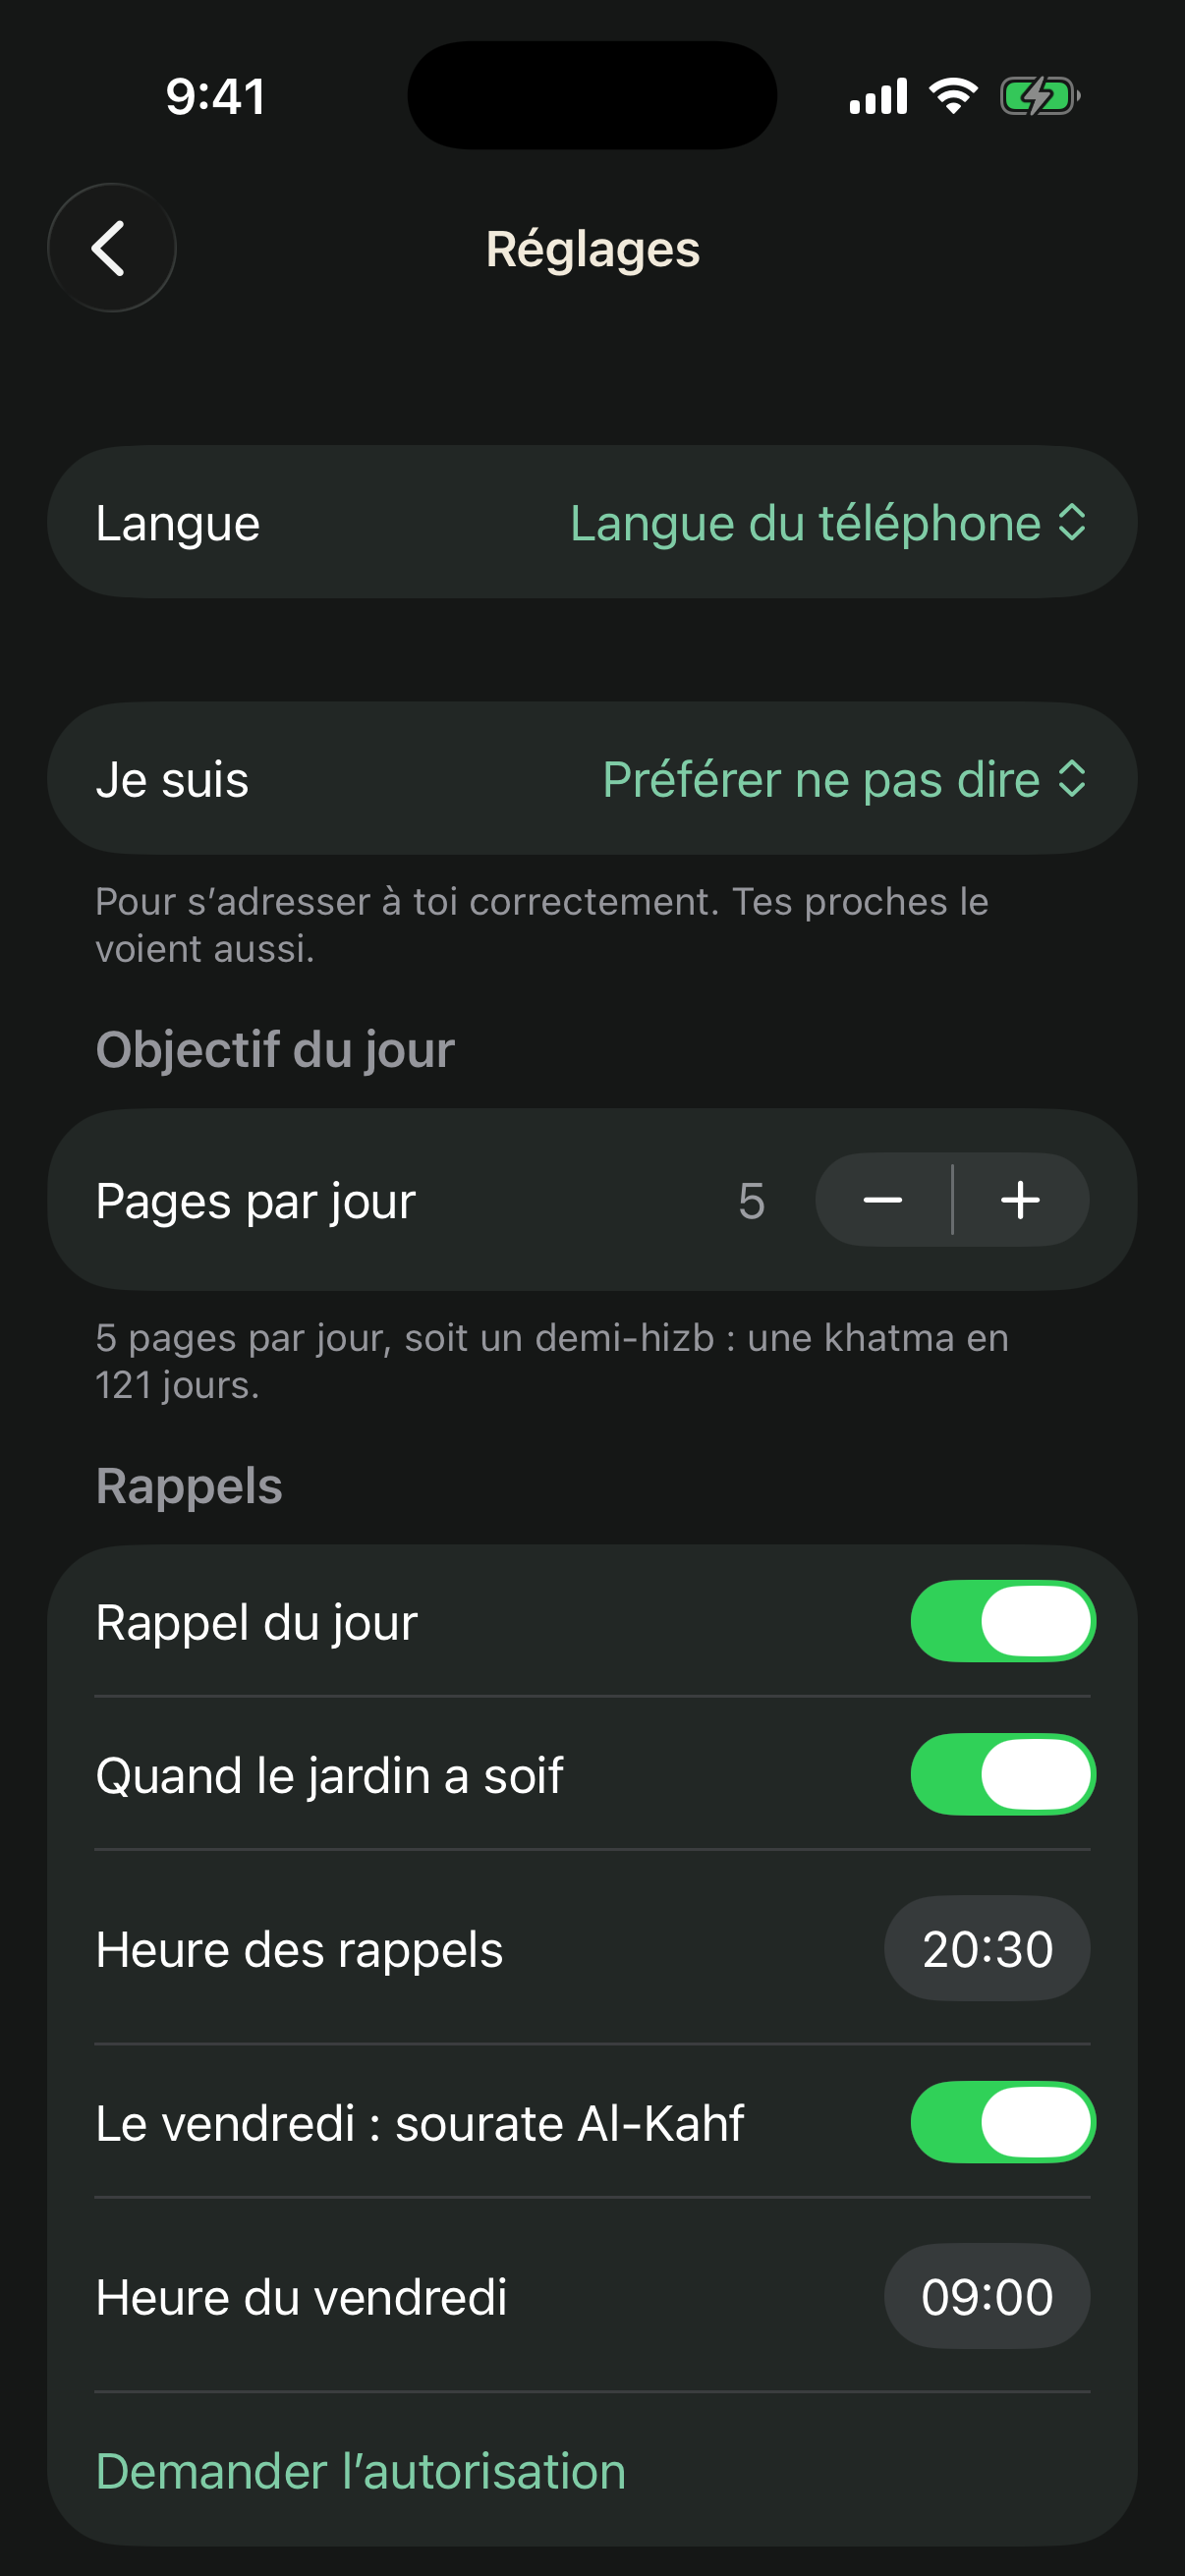 9:41
Réglages
Langue
Langue du téléphone
Je suis
Préférer ne pas dire
Pour s’adresser à toi correctement. Tes proches le
voient aussi.
Objectif du jour
Pages par jour
5
5 pages par jour, soit un demi-hizb : une khatma en
121 jours.
Rappels
Rappel du jour
Quand le jardin a soif
Heure des rappels
20:30
Le vendredi : sourate Al-Kahf
Heure du vendredi
09:00
Demander l’autorisation